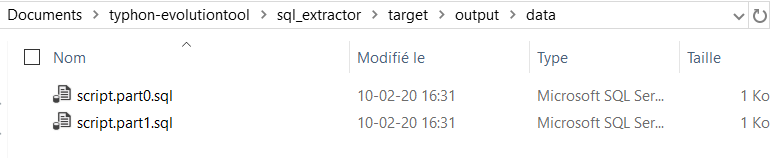 Documents > typhon-evolutiontool > sql_extractor > target > output > data
Nom Modifié le Type Taille
script.part0.sql 10-02-20 16:31 Microsoft SQL Ser... 1 Ko
script.part1.sql 10-02-20 16:31 Microsoft SQL Ser... 1 Ko